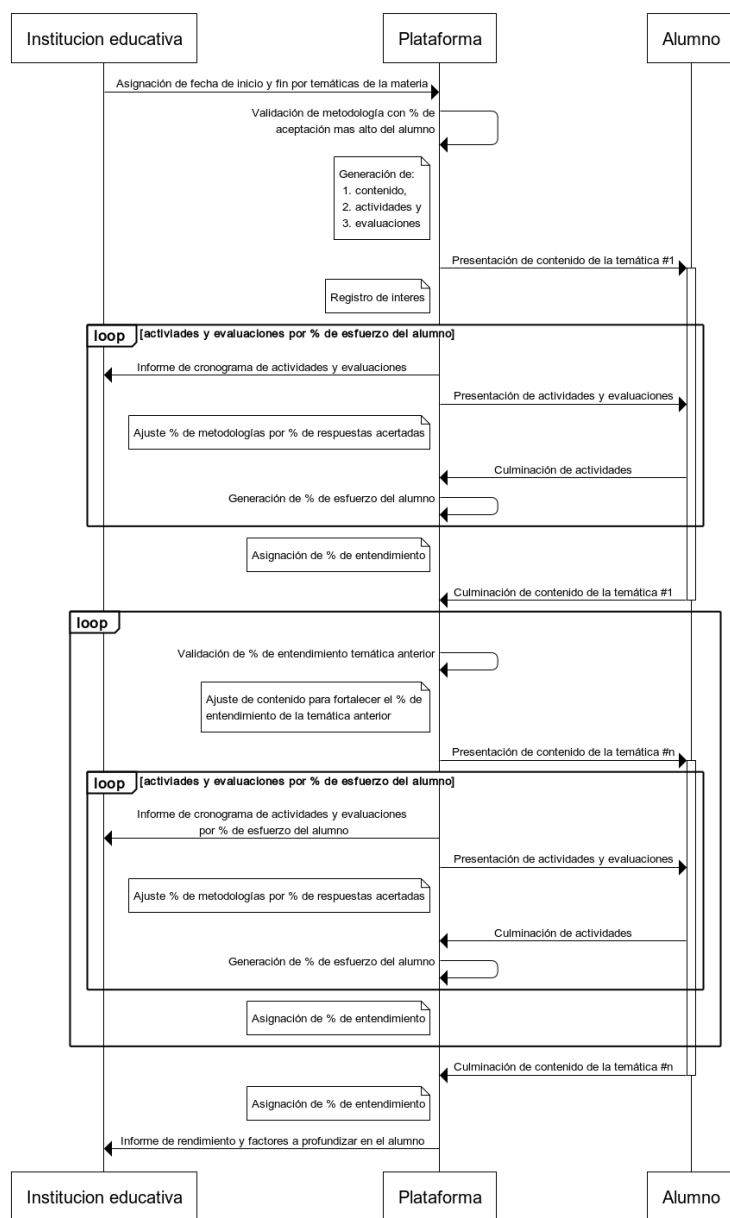 Institucion educativa
Plataforma
Alumno
Asignación de fecha de inicio y fin por temáticas de la materia
Validación de metodología con % de
aceptación mas alto del alumno
Generación de:
1. contenido,
2. actividades y
3. evaluaciones
Presentación de contenido de la temática #1
Registro de interes
loop
[activiades y evaluaciones por % de esfuerzo del alumno]
Informe de cronograma de actividades y evaluaciones
Presentación de actividades y evaluaciones
Ajuste % de metodologías por % de respuestas acertadas
Culminación de actividades
Generación de % de esfuerzo del alumno
Asignación de % de entendimiento
Culminación de contenido de la temática #1
loop
Validación de % de entendimiento temática anterior
Ajuste de contenido para fortalecer el % de
entendimiento de la temática anterior
Presentación de contenido de la temática #n
loop
[activiades y evaluaciones por % de esfuerzo del alumno]
Informe de cronograma de actividades y evaluaciones
por % de esfuerzo del alumno
Presentación de actividades y evaluaciones
Ajuste % de metodologías por % de respuestas acertadas
Culminación de actividades
Generación de % de esfuerzo del alumno
Asignación de % de entendimiento
Culminación de contenido de la temática #n
Asignación de % de entendimiento
Informe de rendimiento y factores a profundizar en el alumno
Institucion educativa
Plataforma
Alumno